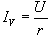 I_V = U/r